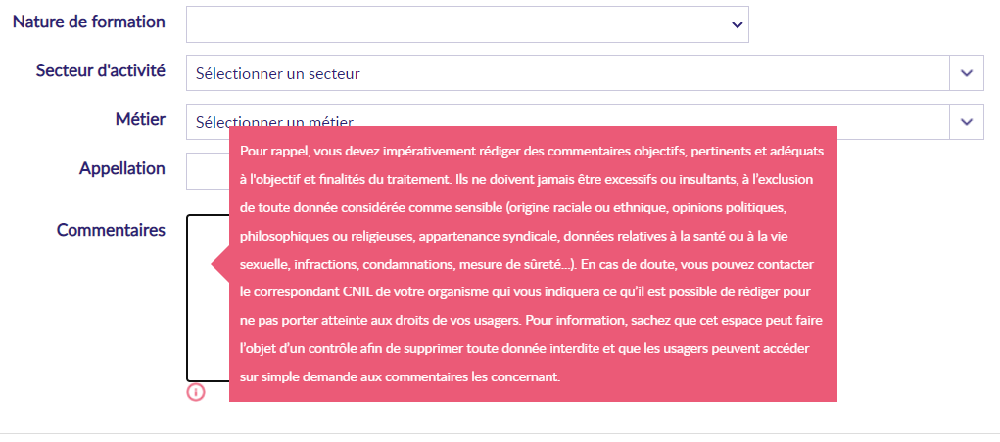 Nature de formation
Secteur d'activité
Sélectionner un secteur
Métier
Sélectionner un métier
Appellation
Commentaires
Pour rappel, vous devez impérativement rédiger des commentaires objectifs, pertinents et adéquats
à l'objectif et finalités du traitement. Ils ne doivent jamais être excessifs ou insultants, à l’exclusion
de toute donnée considérée comme sensible (origine raciale ou ethnique, opinions politiques,
philosophiques ou religieuses, appartenance syndicale, données relatives à la santé ou à la vie
sexuelle, infractions, condamnations, mesure de sûreté...). En cas de doute, vous pouvez contacter
le correspondant CNIL de votre organisme qui vous indiquera ce qu’il est possible de rédiger pour
ne pas porter atteinte aux droits de vos usagers. Pour information, sachez que cet espace peut faire
l’objet d’un contrôle afin de supprimer toute donnée interdite et que les usagers peuvent accéder
sur simple demande aux commentaires les concernant.